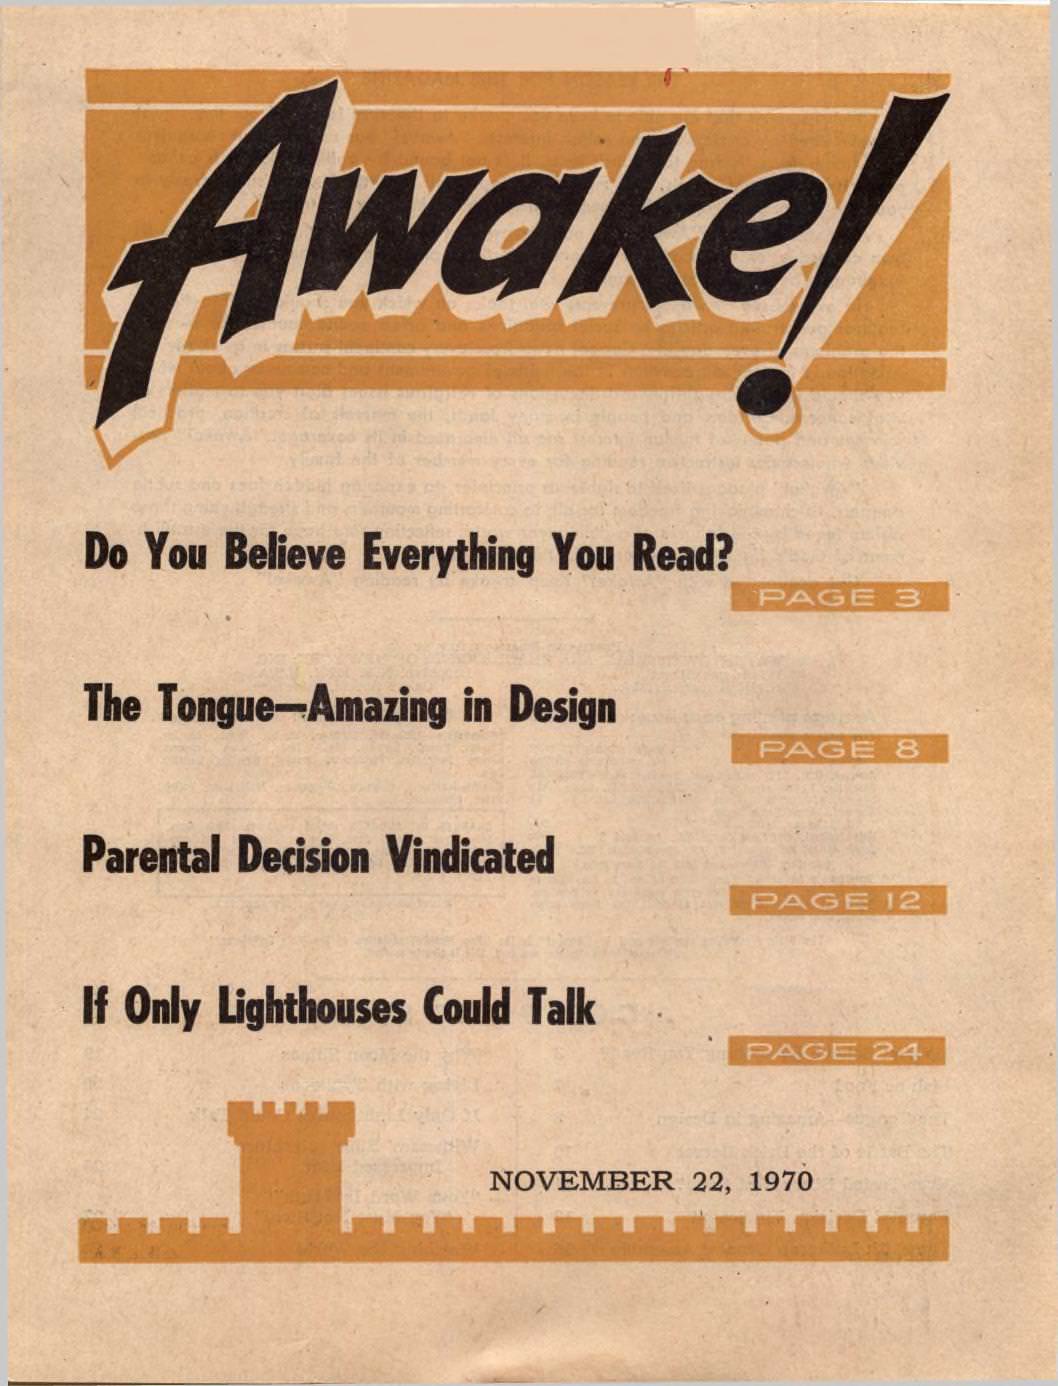 Awake!
Do You Believe Everything You Read?
PAGE 3
The Tongue—Amazing in Design
PAGE 8
Parental Decision Vindicated
PAGE 12
If Only Lighthouses Could Talk
PAGE 24
NOVEMBER 22, 1970